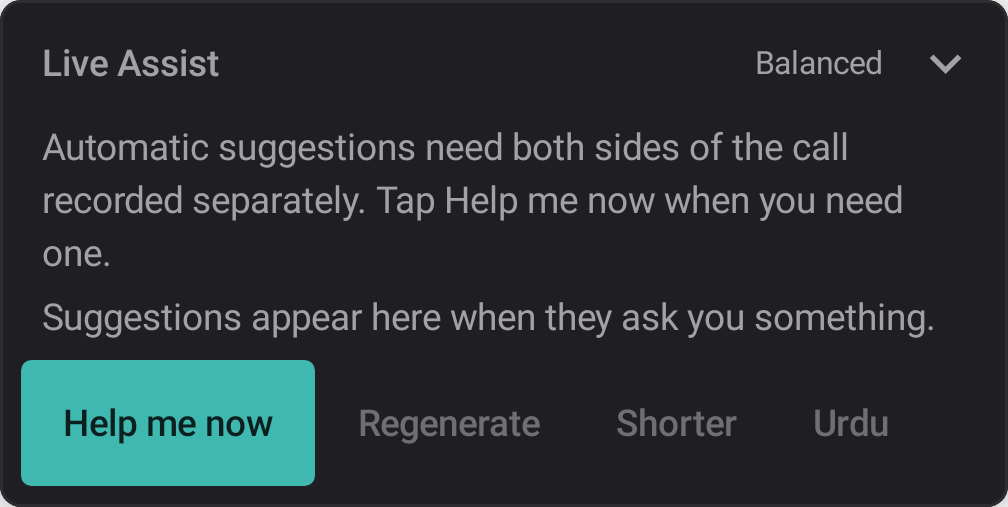 Live Assist
Balanced
Automatic suggestions need both sides of the call
recorded separately. Tap Help me now when you need
one.
Suggestions appear here when they ask you something.
Help me now Regenerate Shorter Urdu